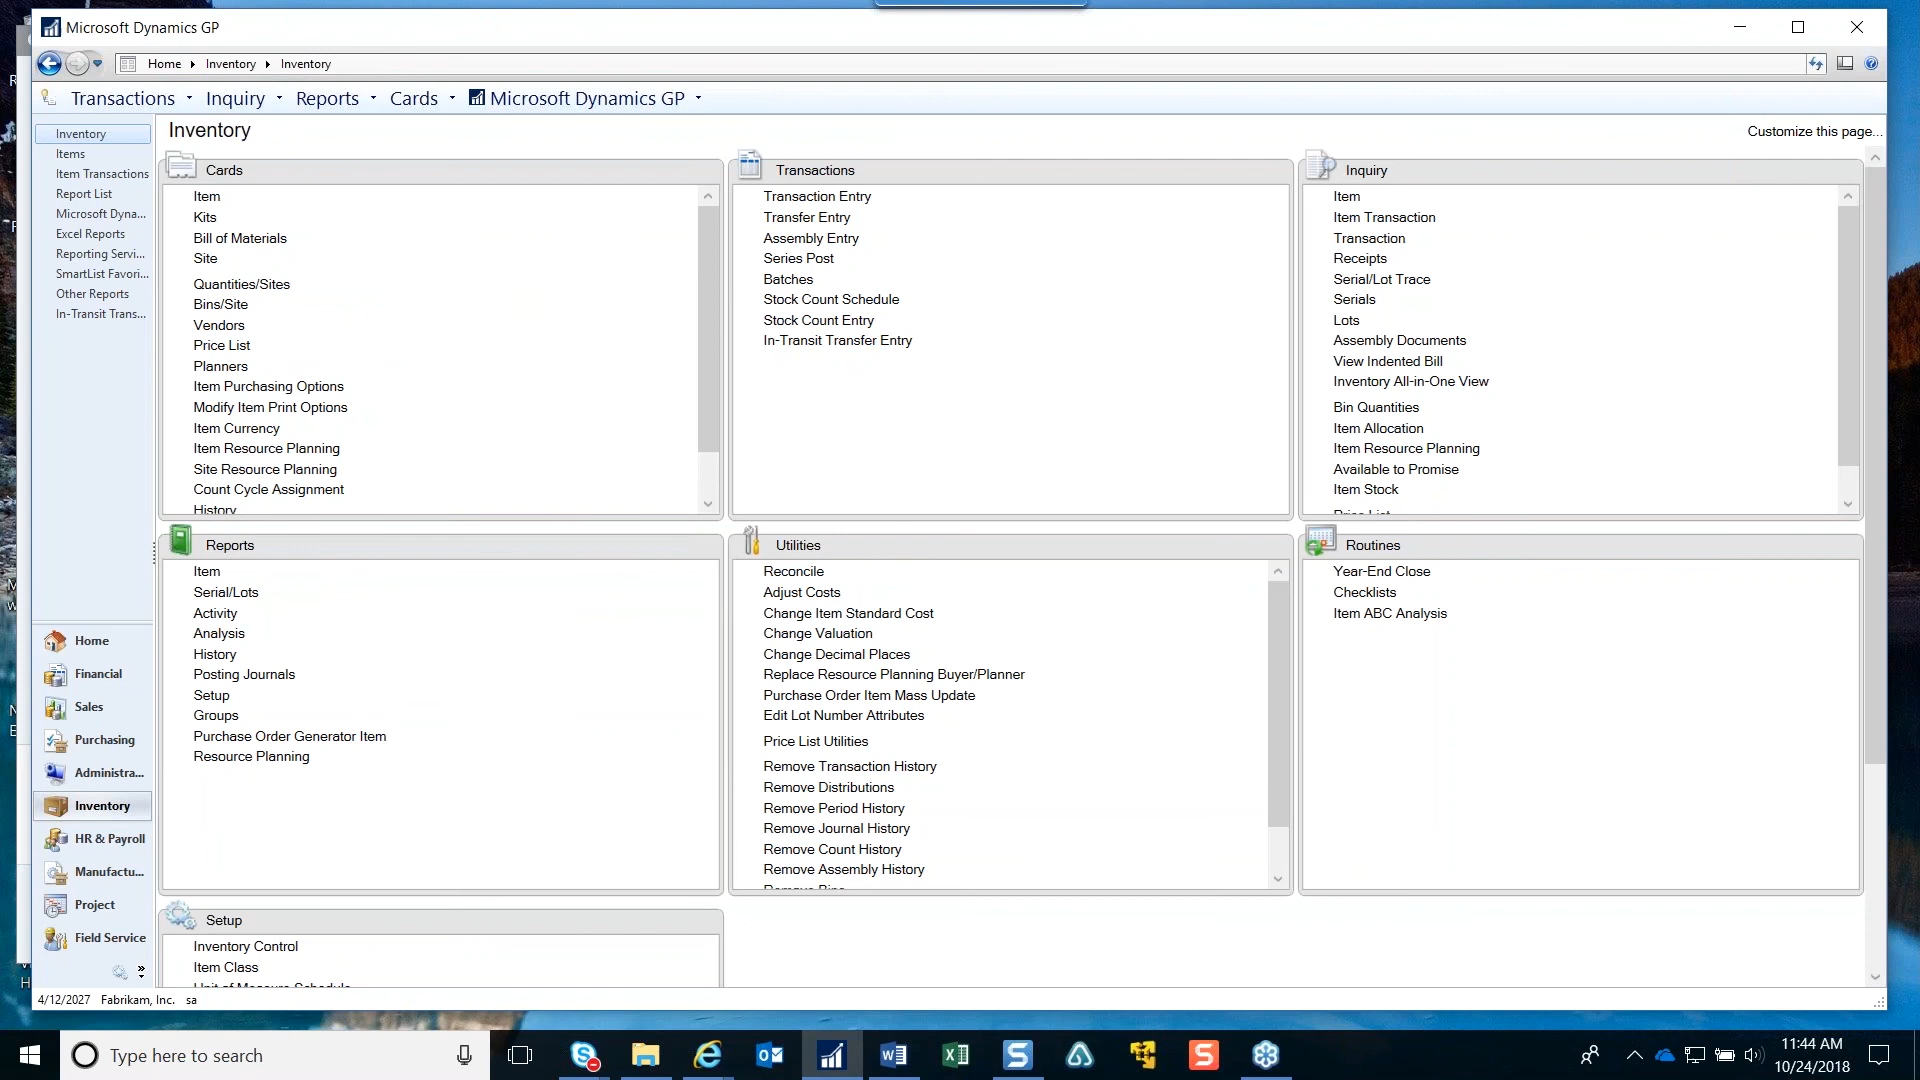 Microsoft Dynamics GP
Home Inventory Inventory
Transactions Inquiry Reports Cards Microsoft Dynamics GP
Inventory
Items
Item Transactions
Report List
Microsoft Dyna...
Excel Reports
Reporting Servi...
SmartList Favori...
Other Reports
In-Transit Trans...
Home
Financial
Sales
Purchasing
Administra...
Inventory
HR & Payroll
Manufactu...
Project
Field Service
Inventory
Customize this page...
Cards
Item
Kits
Bill of Materials
Site
Quantities/Sites
Bins/Site
Vendors
Price List
Planners
Item Purchasing Options
Modify Item Print Options
Item Currency
Item Resource Planning
Site Resource Planning
Count Cycle Assignment
History
Transactions
Transaction Entry
Transfer Entry
Assembly Entry
Series Post
Batches
Stock Count Schedule
Stock Count Entry
In-Transit Transfer Entry
Inquiry
Item
Item Transaction
Transaction
Receipts
Serial/Lot Trace
Serials
Lots
Assembly Documents
View Indented Bill
Inventory All-in-One View
Bin Quantities
Item Allocation
Item Resource Planning
Available to Promise
Item Stock
Price List
Reports
Item
Serial/Lots
Activity
Analysis
History
Posting Journals
Setup
Groups
Purchase Order Generator Item
Resource Planning
Utilities
Reconcile
Adjust Costs
Change Item Standard Cost
Change Valuation
Change Decimal Places
Replace Resource Planning Buyer/Planner
Purchase Order Item Mass Update
Edit Lot Number Attributes
Price List Utilities
Remove Transaction History
Remove Distributions
Remove Period History
Remove Journal History
Remove Count History
Remove Assembly History
Remove Bins
Routines
Year-End Close
Checklists
Item ABC Analysis
Setup
Inventory Control
Item Class
Unit of Measure Schedule
4/12/2027 Fabrikam, Inc. sa
Type here to search
11:44 AM
10/24/2018